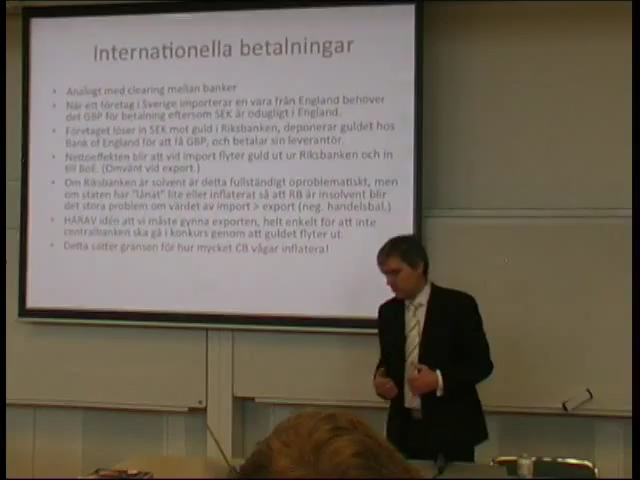 Internationella betalningar
• Analogt med clearing mellan banker
• När ett företag i Sverige importerar en vara från England behöver
det GBP för betalning eftersom SEK är odugligt i England.
• Företaget löser in SEK mot guld i Riksbanken, deponerar guldet hos
Bank of England för att få GBP, och betalar sin leverantör.
• Nettoeffekten blir att vid import flyter guld ut ur Riksbanken och in
till BoE. (Omvänt vid export.)
• Om Riksbanken är solvent är detta fullständigt oproblematiskt, men
om staten har "lånat" lite eller inflaterat så att RB är insolvent blir
det stora problem om värdet av import > export (neg. handelsbal.)
• HÄRAV idén att vi måste gynna exporten, helt enkelt för att inte
centralbanken ska gå i konkurs genom att guldet flyter ut.
• Detta sätter gränsen för hur mycket CB vågar inflatera!